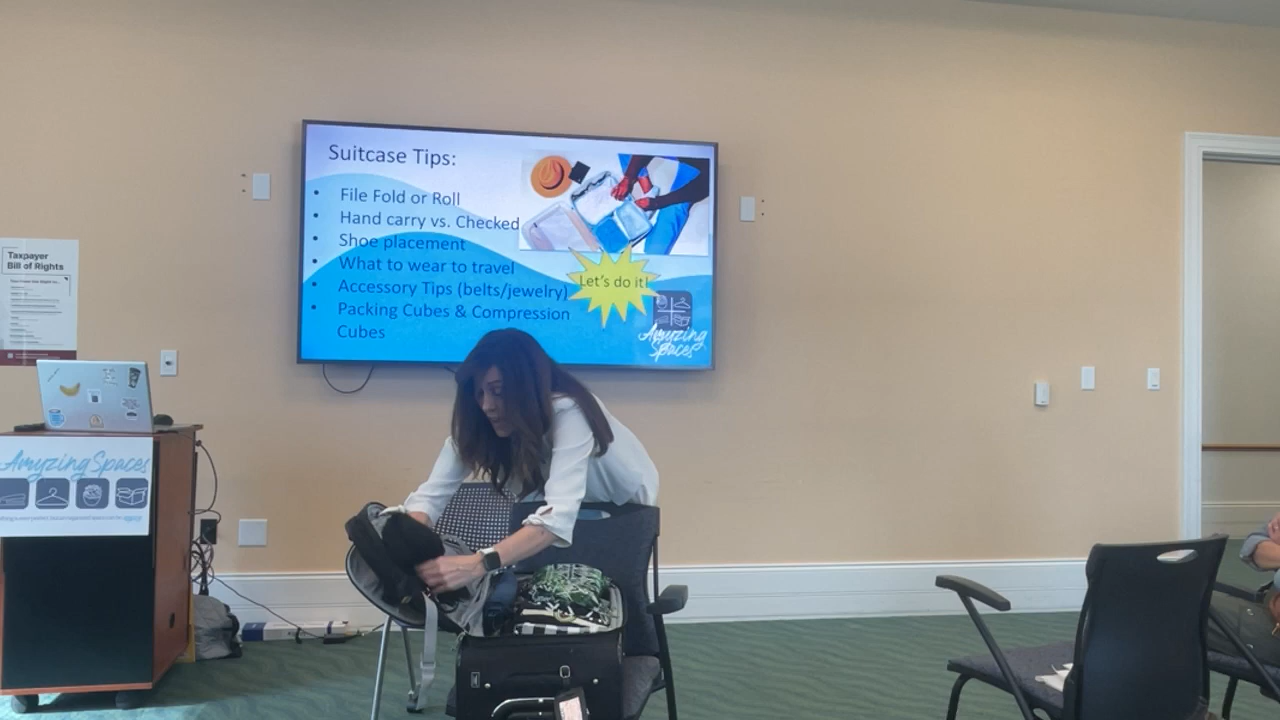 Suitcase Tips:
• File Fold or Roll
• Hand carry vs. Checked
• Shoe placement
• What to wear to travel
• Accessory Tips (belts/jewelry)
• Packing Cubes & Compression
Cubes
Let's do it!
Amyzing
Spaces
Taxpayer
Bill of Rights
Amyzing Spaces